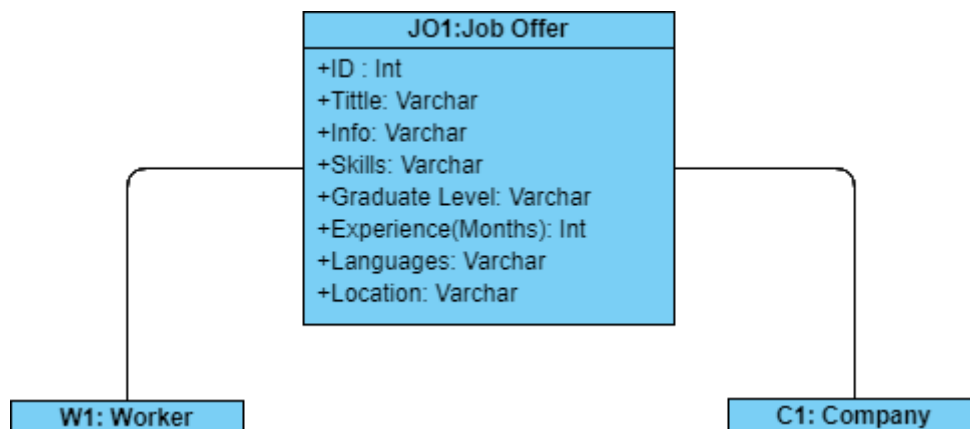 JO1:Job Offer
+ID : Int
+Tittle: Varchar
+Info: Varchar
+Skills: Varchar
+Graduate Level: Varchar
+Experience(Months): Int
+Languages: Varchar
+Location: Varchar
W1: Worker
C1: Company